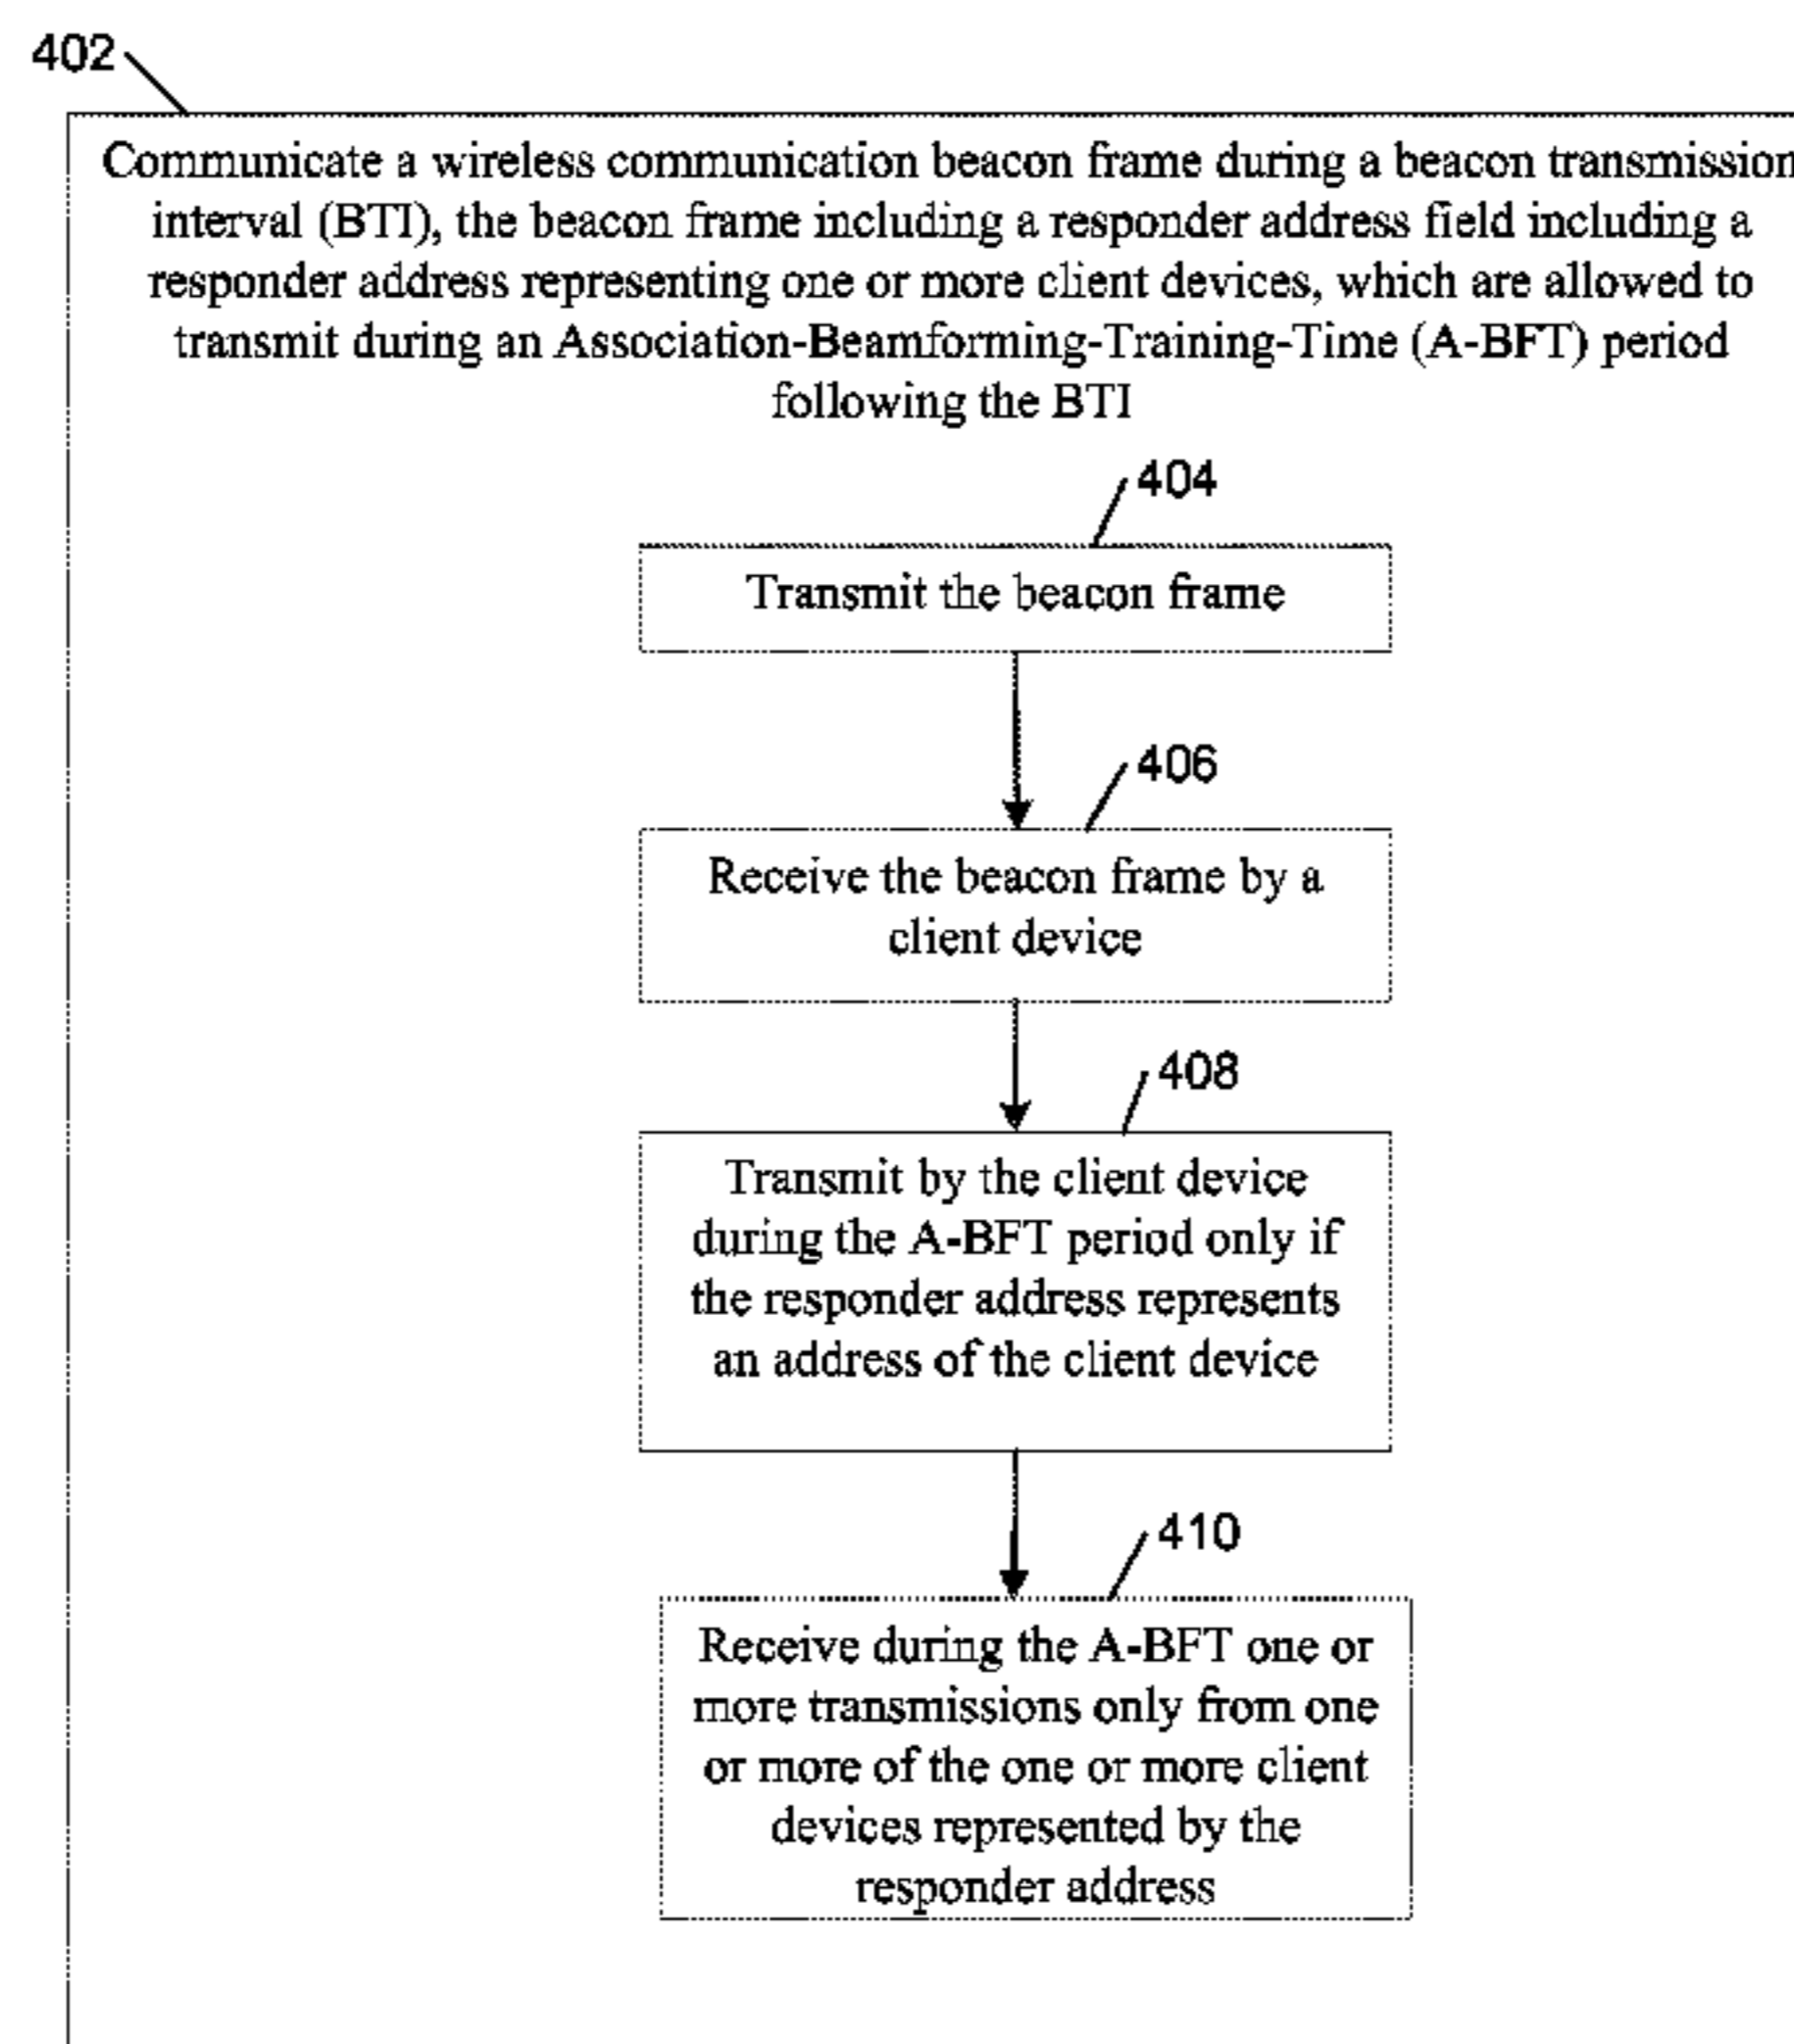 402
Communicate a wireless communication beacon frame during a beacon transmission
interval (BTI), the beacon frame including a responder address field including a
responder address representing one or more client devices, which are allowed to
transmit during an Association-Beamforming-Training-Time (A-BFT) period
following the BTI
404
Transmit the beacon frame
406
Receive the beacon frame by a
client device
408
Transmit by the client device
during the A-BFT period only if
the responder address represents
an address of the client device
410
Receive during the A-BFT one or
more transmissions only from one
or more of the one or more client
devices represented by the
responder address